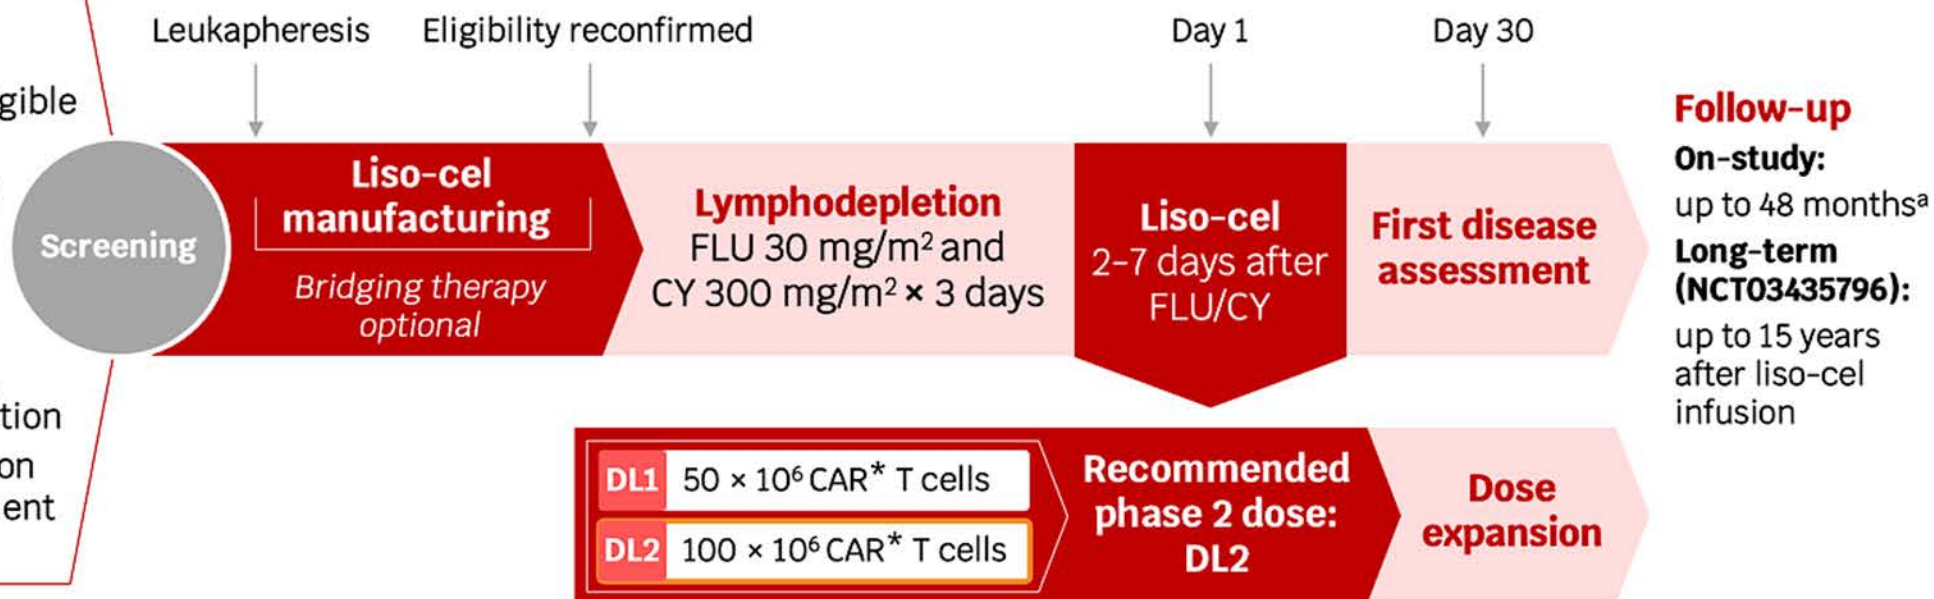 Leukapheresis
Eligibility reconfirmed
Day 1
Day 30
gible
tion
on
ent
Screening
Liso-cel
manufacturing
Bridging therapy
optional
Lymphodepletion
FLU 30 mg/m² and
CY 300 mg/m² × 3 days
Liso-cel
2–7 days after
FLU/CY
First disease
assessment
Follow-up
On-study:
up to 48 monthsᵃ
Long-term
(NCT03435796):
up to 15 years
after liso-cel
infusion
DL1 50 × 10⁶ CAR* T cells
DL2 100 × 10⁶ CAR* T cells
Recommended
phase 2 dose:
DL2
Dose
expansion